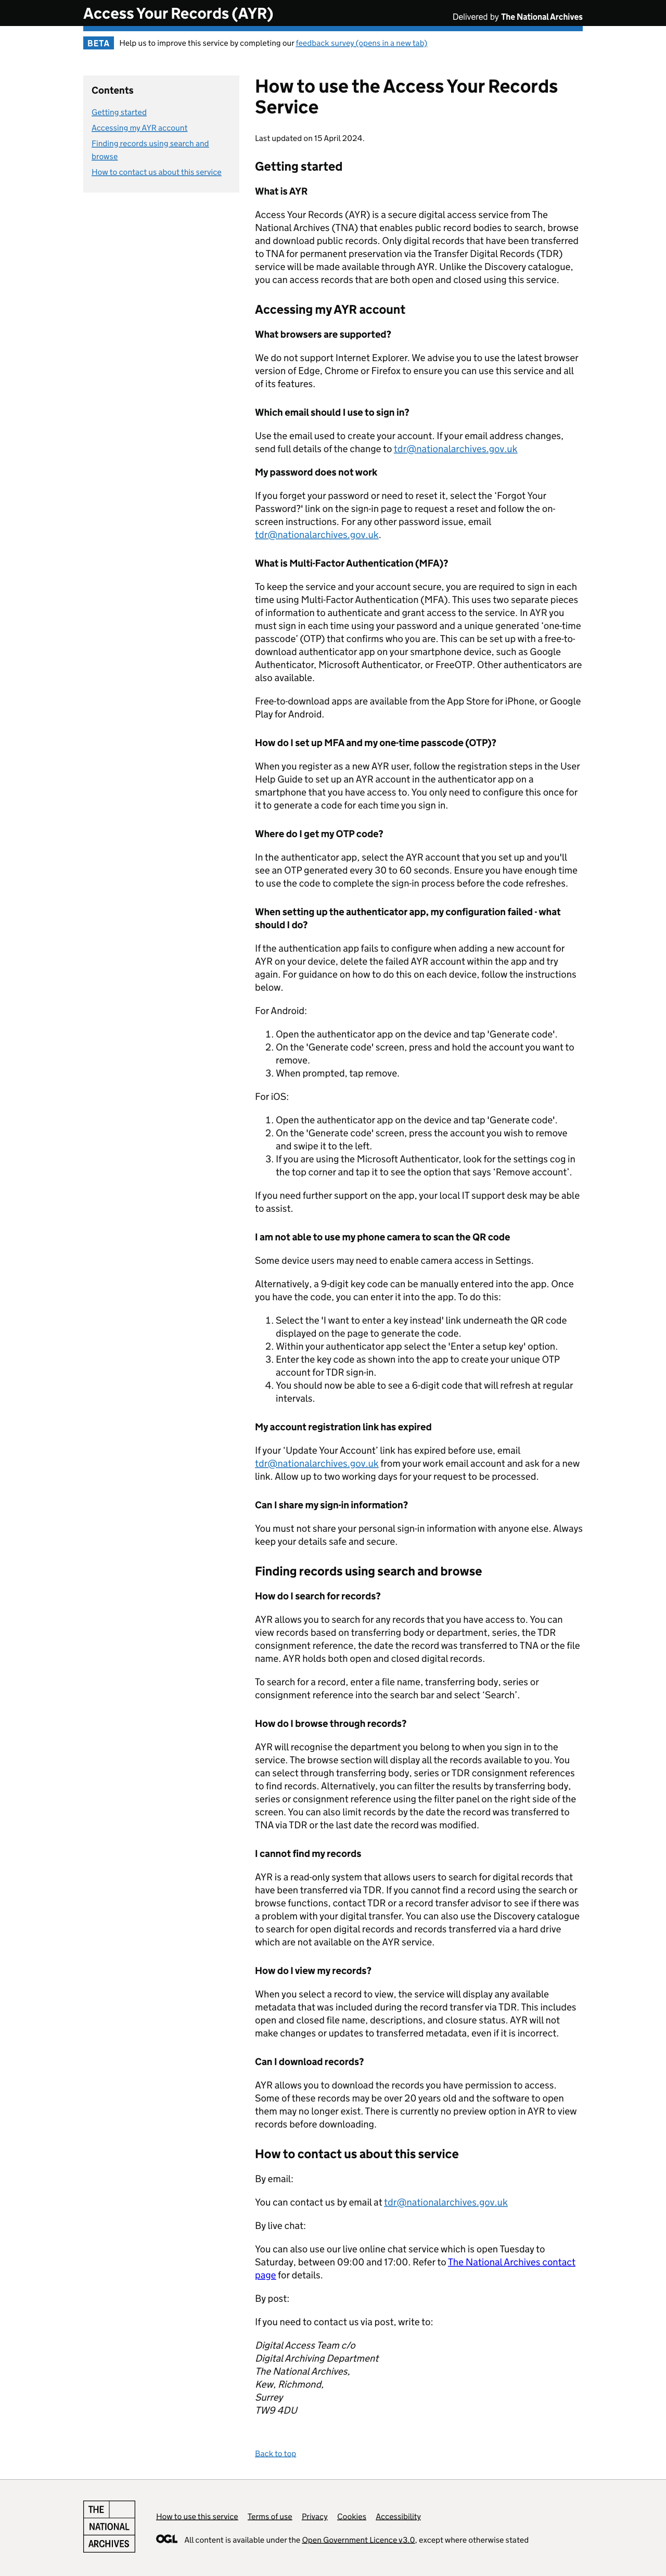 Access Your Records (AYR)
Delivered by The National Archives
BETA Help us to improve this service by completing our feedback survey (opens in a new tab)
Contents
Getting started
Accessing my AYR account
Finding records using search and
browse
How to contact us about this service
How to use the Access Your Records
Service
Last updated on 15 April 2024.
Getting started
What is AYR
Access Your Records (AYR) is a secure digital access service from The
National Archives (TNA) that enables public record bodies to search, browse
and download public records. Only digital records that have been transferred
to TNA for permanent preservation via the Transfer Digital Records (TDR)
service will be made available through AYR. Unlike the Discovery catalogue,
you can access records that are both open and closed using this service.
Accessing my AYR account
What browsers are supported?
We do not support Internet Explorer. We advise you to use the latest browser
version of Edge, Chrome or Firefox to ensure you can use this service and all
of its features.
Which email should I use to sign in?
Use the email used to create your account. If your email address changes,
send full details of the change to tdr@nationalarchives.gov.uk
My password does not work
If you forget your password or need to reset it, select the ‘Forgot Your
Password?' link on the sign-in page to request a reset and follow the on-
screen instructions. For any other password issue, email
tdr@nationalarchives.gov.uk.
What is Multi-Factor Authentication (MFA)?
To keep the service and your account secure, you are required to sign in each
time using Multi-Factor Authentication (MFA). This uses two separate pieces
of information to authenticate and grant access to the service. In AYR you
must sign in each time using your password and a unique generated ‘one-time
passcode’ (OTP) that confirms who you are. This can be set up with a free-to-
download authenticator app on your smartphone device, such as Google
Authenticator, Microsoft Authenticator, or FreeOTP. Other authenticators are
also available.
Free-to-download apps are available from the App Store for iPhone, or Google
Play for Android.
How do I set up MFA and my one-time passcode (OTP)?
When you register as a new AYR user, follow the registration steps in the User
Help Guide to set up an AYR account in the authenticator app on a
smartphone that you have access to. You only need to configure this once for
it to generate a code for each time you sign in.
Where do I get my OTP code?
In the authenticator app, select the AYR account that you set up and you'll
see an OTP generated every 30 to 60 seconds. Ensure you have enough time
to use the code to complete the sign-in process before the code refreshes.
When setting up the authenticator app, my configuration failed - what
should I do?
If the authentication app fails to configure when adding a new account for
AYR on your device, delete the failed AYR account within the app and try
again. For guidance on how to do this on each device, follow the instructions
below.
For Android:
1. Open the authenticator app on the device and tap 'Generate code'.
2. On the 'Generate code' screen, press and hold the account you want to
remove.
3. When prompted, tap remove.
For iOS:
1. Open the authenticator app on the device and tap 'Generate code'.
2. On the 'Generate code' screen, press the account you wish to remove
and swipe it to the left.
3. If you are using the Microsoft Authenticator, look for the settings cog in
the top corner and tap it to see the option that says ‘Remove account’.
If you need further support on the app, your local IT support desk may be able
to assist.
I am not able to use my phone camera to scan the QR code
Some device users may need to enable camera access in Settings.
Alternatively, a 9-digit key code can be manually entered into the app. Once
you have the code, you can enter it into the app. To do this:
1. Select the 'I want to enter a key instead' link underneath the QR code
displayed on the page to generate the code.
2. Within your authenticator app select the 'Enter a setup key' option.
3. Enter the key code as shown into the app to create your unique OTP
account for TDR sign-in.
4. You should now be able to see a 6-digit code that will refresh at regular
intervals.
My account registration link has expired
If your ‘Update Your Account’ link has expired before use, email
tdr@nationalarchives.gov.uk from your work email account and ask for a new
link. Allow up to two working days for your request to be processed.
Can I share my sign-in information?
You must not share your personal sign-in information with anyone else. Always
keep your details safe and secure.
Finding records using search and browse
How do I search for records?
AYR allows you to search for any records that you have access to. You can
view records based on transferring body or department, series, the TDR
consignment reference, the date the record was transferred to TNA or the file
name. AYR holds both open and closed digital records.
To search for a record, enter a file name, transferring body, series or
consignment reference into the search bar and select ‘Search’.
How do I browse through records?
AYR will recognise the department you belong to when you sign in to the
service. The browse section will display all the records available to you. You
can select through transferring body, series or TDR consignment references
to find records. Alternatively, you can filter the results by transferring body,
series or consignment reference using the filter panel on the right side of the
screen. You can also limit records by the date the record was transferred to
TNA via TDR or the last date the record was modified.
I cannot find my records
AYR is a read-only system that allows users to search for digital records that
have been transferred via TDR. If you cannot find a record using the search or
browse functions, contact TDR or a record transfer advisor to see if there was
a problem with your digital transfer. You can also use the Discovery catalogue
to search for open digital records and records transferred via a hard drive
which are not available on the AYR service.
How do I view my records?
When you select a record to view, the service will display any available
metadata that was included during the record transfer via TDR. This includes
open and closed file name, descriptions, and closure status. AYR will not
make changes or updates to transferred metadata, even if it is incorrect.
Can I download records?
AYR allows you to download the records you have permission to access.
Some of these records may be over 20 years old and the software to open
them may no longer exist. There is currently no preview option in AYR to view
records before downloading.
How to contact us about this service
By email:
You can contact us by email at tdr@nationalarchives.gov.uk
By live chat:
You can also use our live online chat service which is open Tuesday to
Saturday, between 09:00 and 17:00. Refer to The National Archives contact
page for details.
By post:
If you need to contact us via post, write to:
Digital Access Team c/o
Digital Archiving Department
The National Archives,
Kew, Richmond,
Surrey
TW9 4DU
Back to top
THE
NATIONAL
ARCHIVES
How to use this service Terms of use Privacy Cookies Accessibility
OGL All content is available under the Open Government Licence v3.0, except where otherwise stated